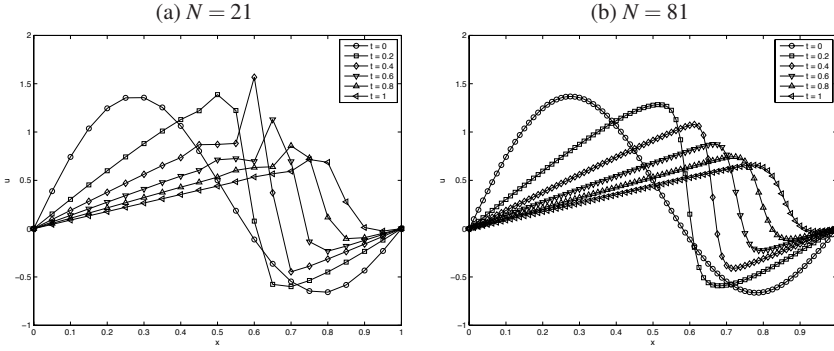 (a) N = 21
2
1.5
1
0.5
0
−0.5
−1
u
0
0.1
0.2
0.3
0.4
0.5
0.6
0.7
0.8
0.9
1
x
t = 0
t = 0.2
t = 0.4
t = 0.6
t = 0.8
t = 1
(b) N = 81
2
1.5
1
0.5
0
−0.5
−1
u
0
0.1
0.2
0.3
0.4
0.5
0.6
0.7
0.8
0.9
x
t = 0
t = 0.2
t = 0.4
t = 0.6
t = 0.8
t = 1